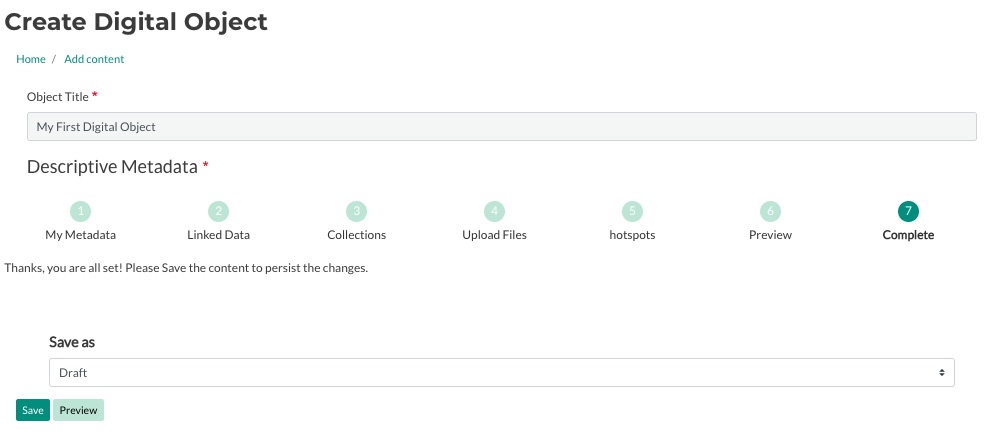 Create Digital Object
Home / Add content
Object Title *
My First Digital Object
Descriptive Metadata *
1 2 3 4 5 6 7
My Metadata Linked Data Collections Upload Files hotspots Preview Complete
Thanks, you are all set! Please Save the content to persist the changes.
Save as
Draft
Save Preview